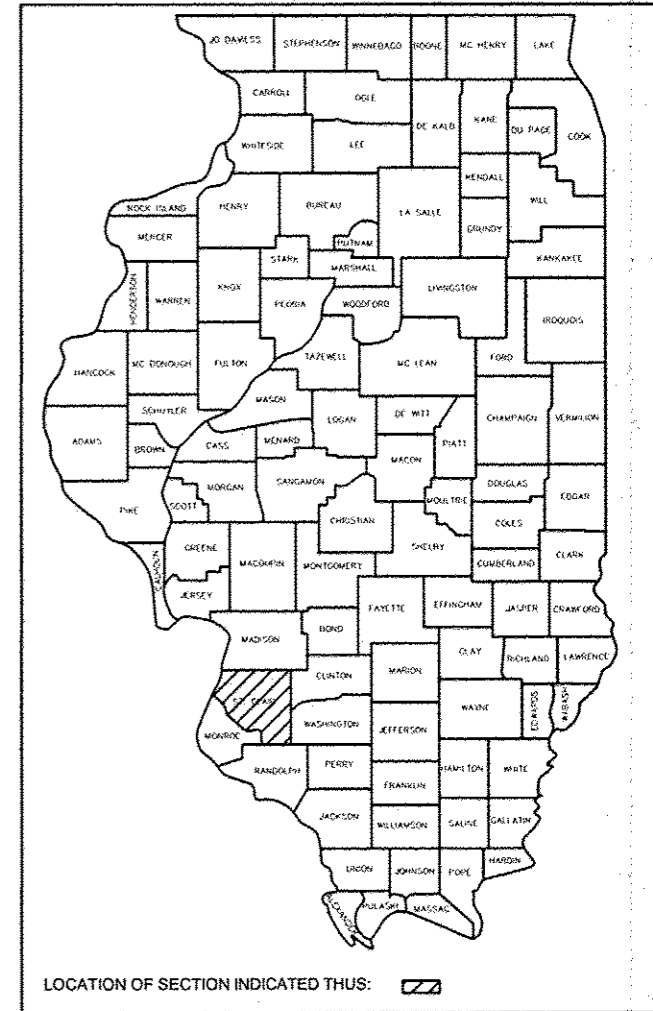 JO DAVIESS STEPHENSON WINNEBAGO BOONE MC HENRY LAKE
CARROLL OGLE DE KALB KANE DU PAGE COOK
WHITESIDE LEE KENDALL WILL
ROCK ISLAND HENRY BUREAU LA SALLE GRUNDY
MERCER PUTNAM KANKAKEE
STARK MARSHALL
HENDERSON WARREN KNOX PEORIA WOODFORD LIVINGSTON IROQUOIS
HANCOCK MC DONOUGH FULTON TAZEWELL MC LEAN FORD
SCHUYLER MASON LOGAN DE WITT CHAMPAIGN VERMILION
ADAMS BROWN CASS MENARD MACON PIATT
PIKE SCOTT MORGAN SANGAMON MOULTRIE DOUGLAS EDGAR
CHRISTIAN COLES
CALHOUN GREENE MACOUPIN MONTGOMERY SHELBY CUMBERLAND CLARK
JERSEY FAYETTE EFFINGHAM JASPER CRAWFORD
MADISON BOND CLAY RICHLAND LAWRENCE
CLINTON MARION
ST. CLAIR WASHINGTON WAYNE EDWARDS WABASH
MONROE JEFFERSON
RANDOLPH PERRY HAMILTON WHITE
FRANKLIN
JACKSON WILLIAMSON SALINE GALLATIN
UNION JOHNSON POPE HARDIN
ALEXANDER PULASKI MASSAC
LOCATION OF SECTION INDICATED THUS: